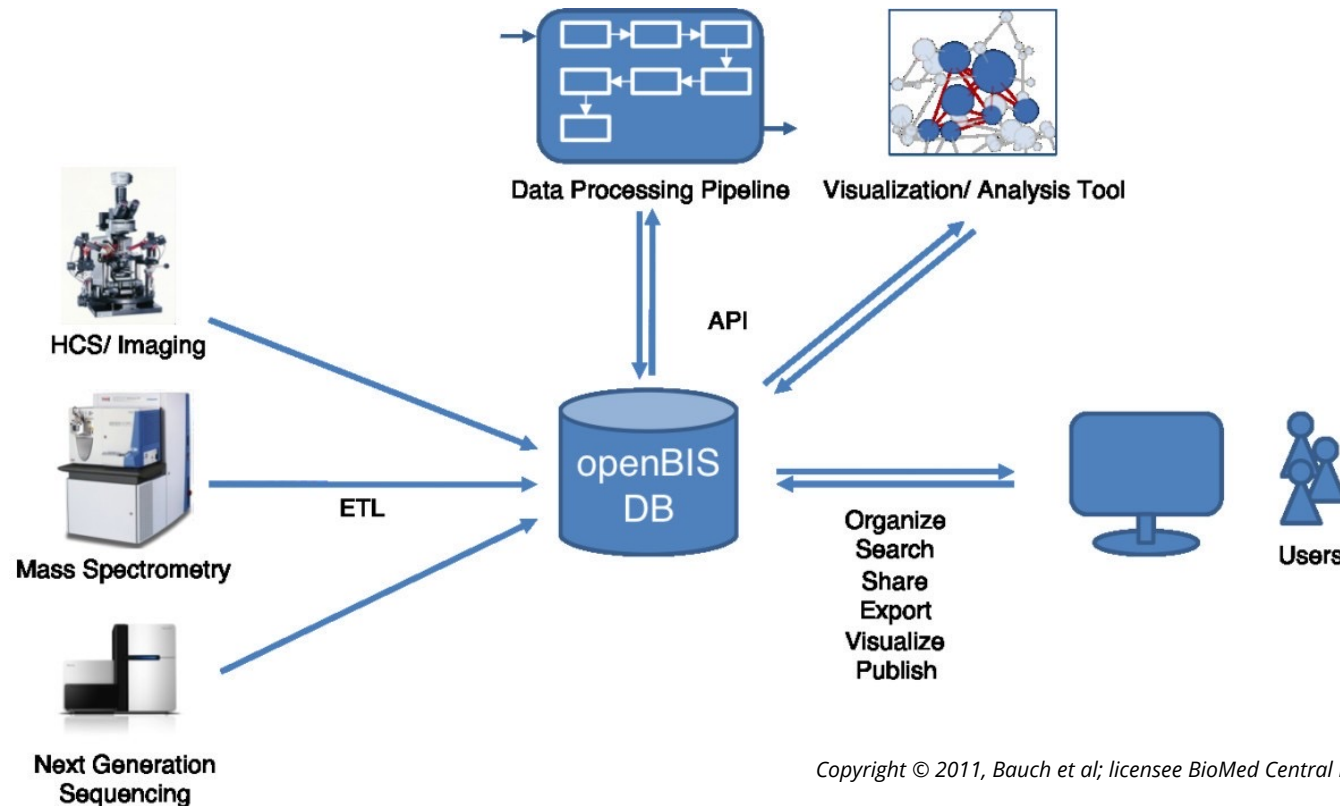 Data Processing Pipeline
Visualization/ Analysis Tool
HCS/ Imaging
API
openBIS
DB
ETL
Mass Spectrometry
Organize
Search
Share
Export
Visualize
Publish
Users
Next Generation
Sequencing
Copyright © 2011, Bauch et al; licensee BioMed Central